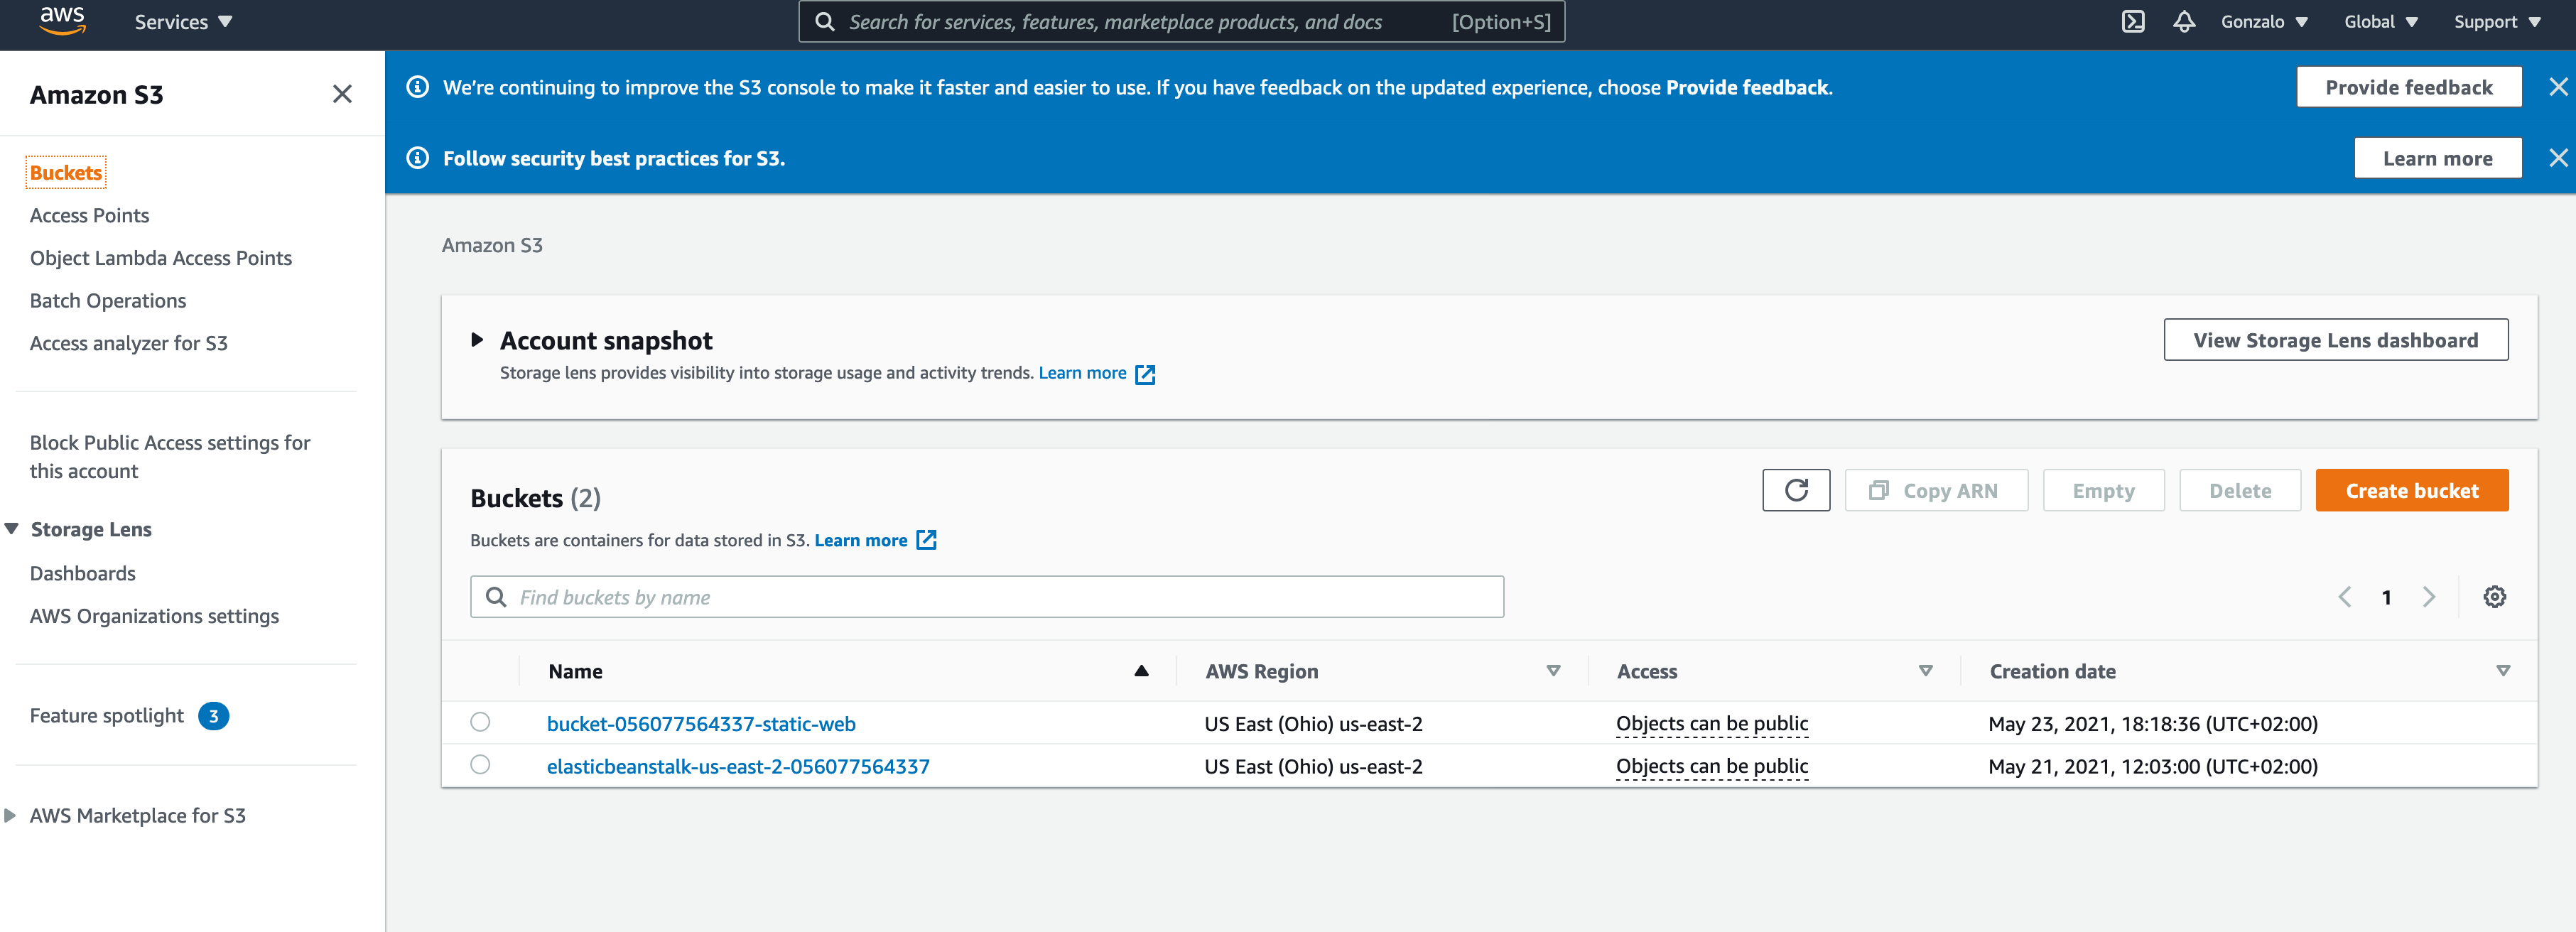 aws
Services
Search for services, features, marketplace products, and docs [Option+S]
Gonzalo
Global
Support
Amazon S3
Buckets
Access Points
Object Lambda Access Points
Batch Operations
Access analyzer for S3
Block Public Access settings for
this account
Storage Lens
Dashboards
AWS Organizations settings
Feature spotlight 3
AWS Marketplace for S3
We're continuing to improve the S3 console to make it faster and easier to use. If you have feedback on the updated experience, choose Provide feedback.
Provide feedback
Follow security best practices for S3.
Learn more
Amazon S3
Account snapshot
View Storage Lens dashboard
Storage lens provides visibility into storage usage and activity trends. Learn more
Buckets (2)
Copy ARN
Empty
Delete
Create bucket
Buckets are containers for data stored in S3. Learn more
Find buckets by name
1
Name AWS Region Access Creation date
bucket-056077564337-static-web US East (Ohio) us-east-2 Objects can be public May 23, 2021, 18:18:36 (UTC+02:00)
elasticbeanstalk-us-east-2-056077564337 US East (Ohio) us-east-2 Objects can be public May 21, 2021, 12:03:00 (UTC+02:00)